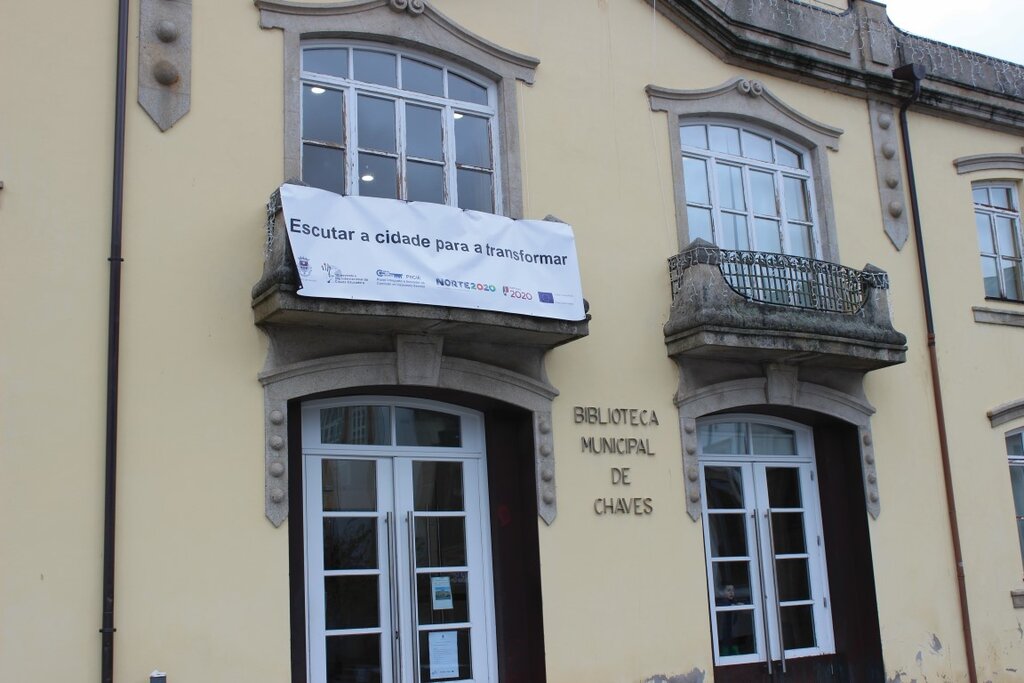 Escutar a cidade para a transformar
NORTE2020
2020
BIBLIOTECA
MUNICIPAL
DE
CHAVES